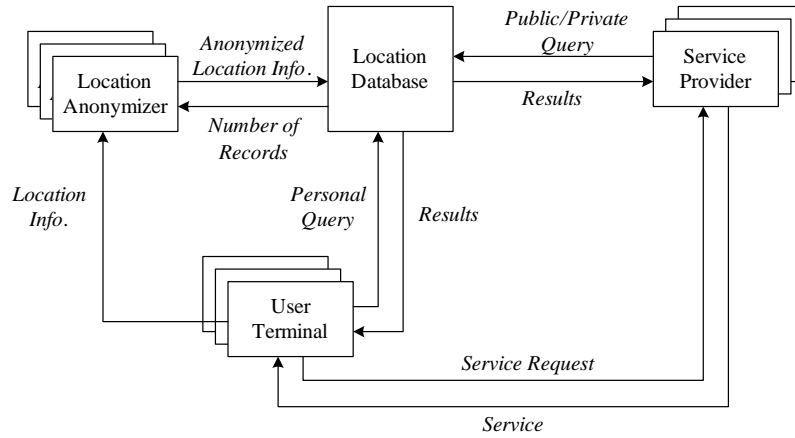 Public/Private
Query
Anonymized
Location Info.
Location
Database
Service
Provider
Location
Anonymizer
Results
Number of
Records
Location
Info.
Personal
Query
Results
User
Terminal
Service Request
Service